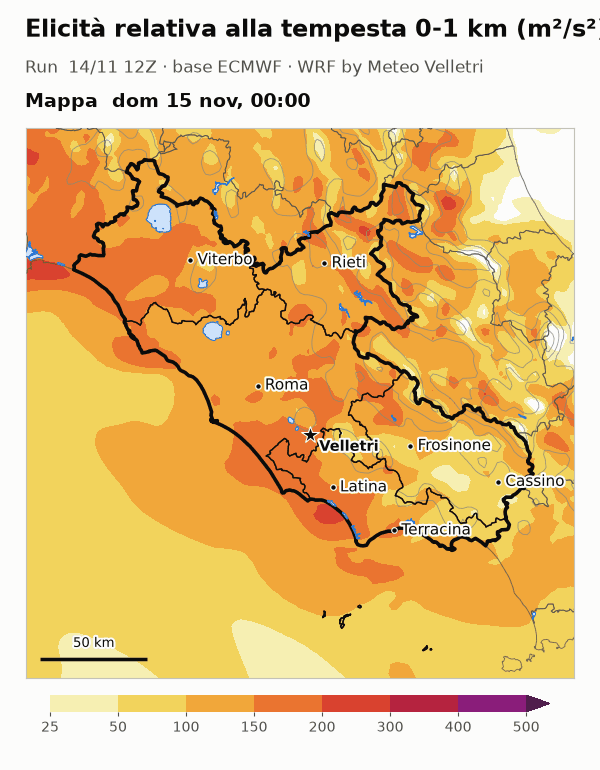 Elicità relativa alla tempesta 0-1 km (m²/s²)
Run 14/11 12Z · base ECMWF · WRF by Meteo Velletri
Mappa dom 15 nov, 00:00
Viterbo
Rieti
Roma
Velletri
Frosinone
Cassino
Latina
Terracina
50 km
25 50 100 150 200 300 400 500